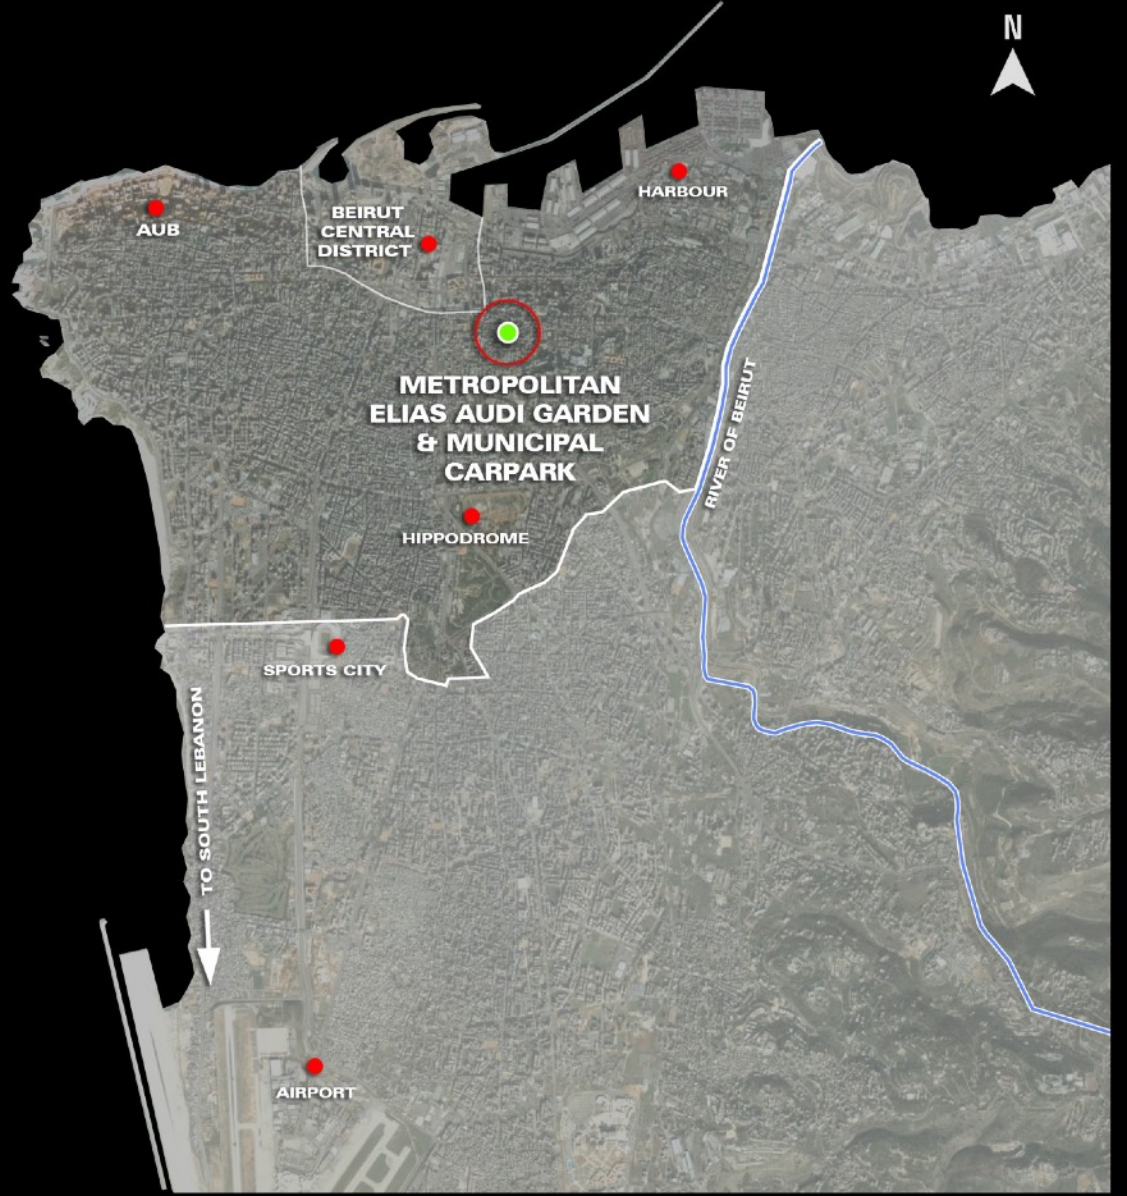 N
HARBOUR
AUB
BEIRUT
CENTRAL
DISTRICT
METROPOLITAN
ELIAS AUDI GARDEN
& MUNICIPAL
CARPARK
RIVER OF BEIRUT
HIPPODROME
SPORTS CITY
TO SOUTH LEBANON
AIRPORT